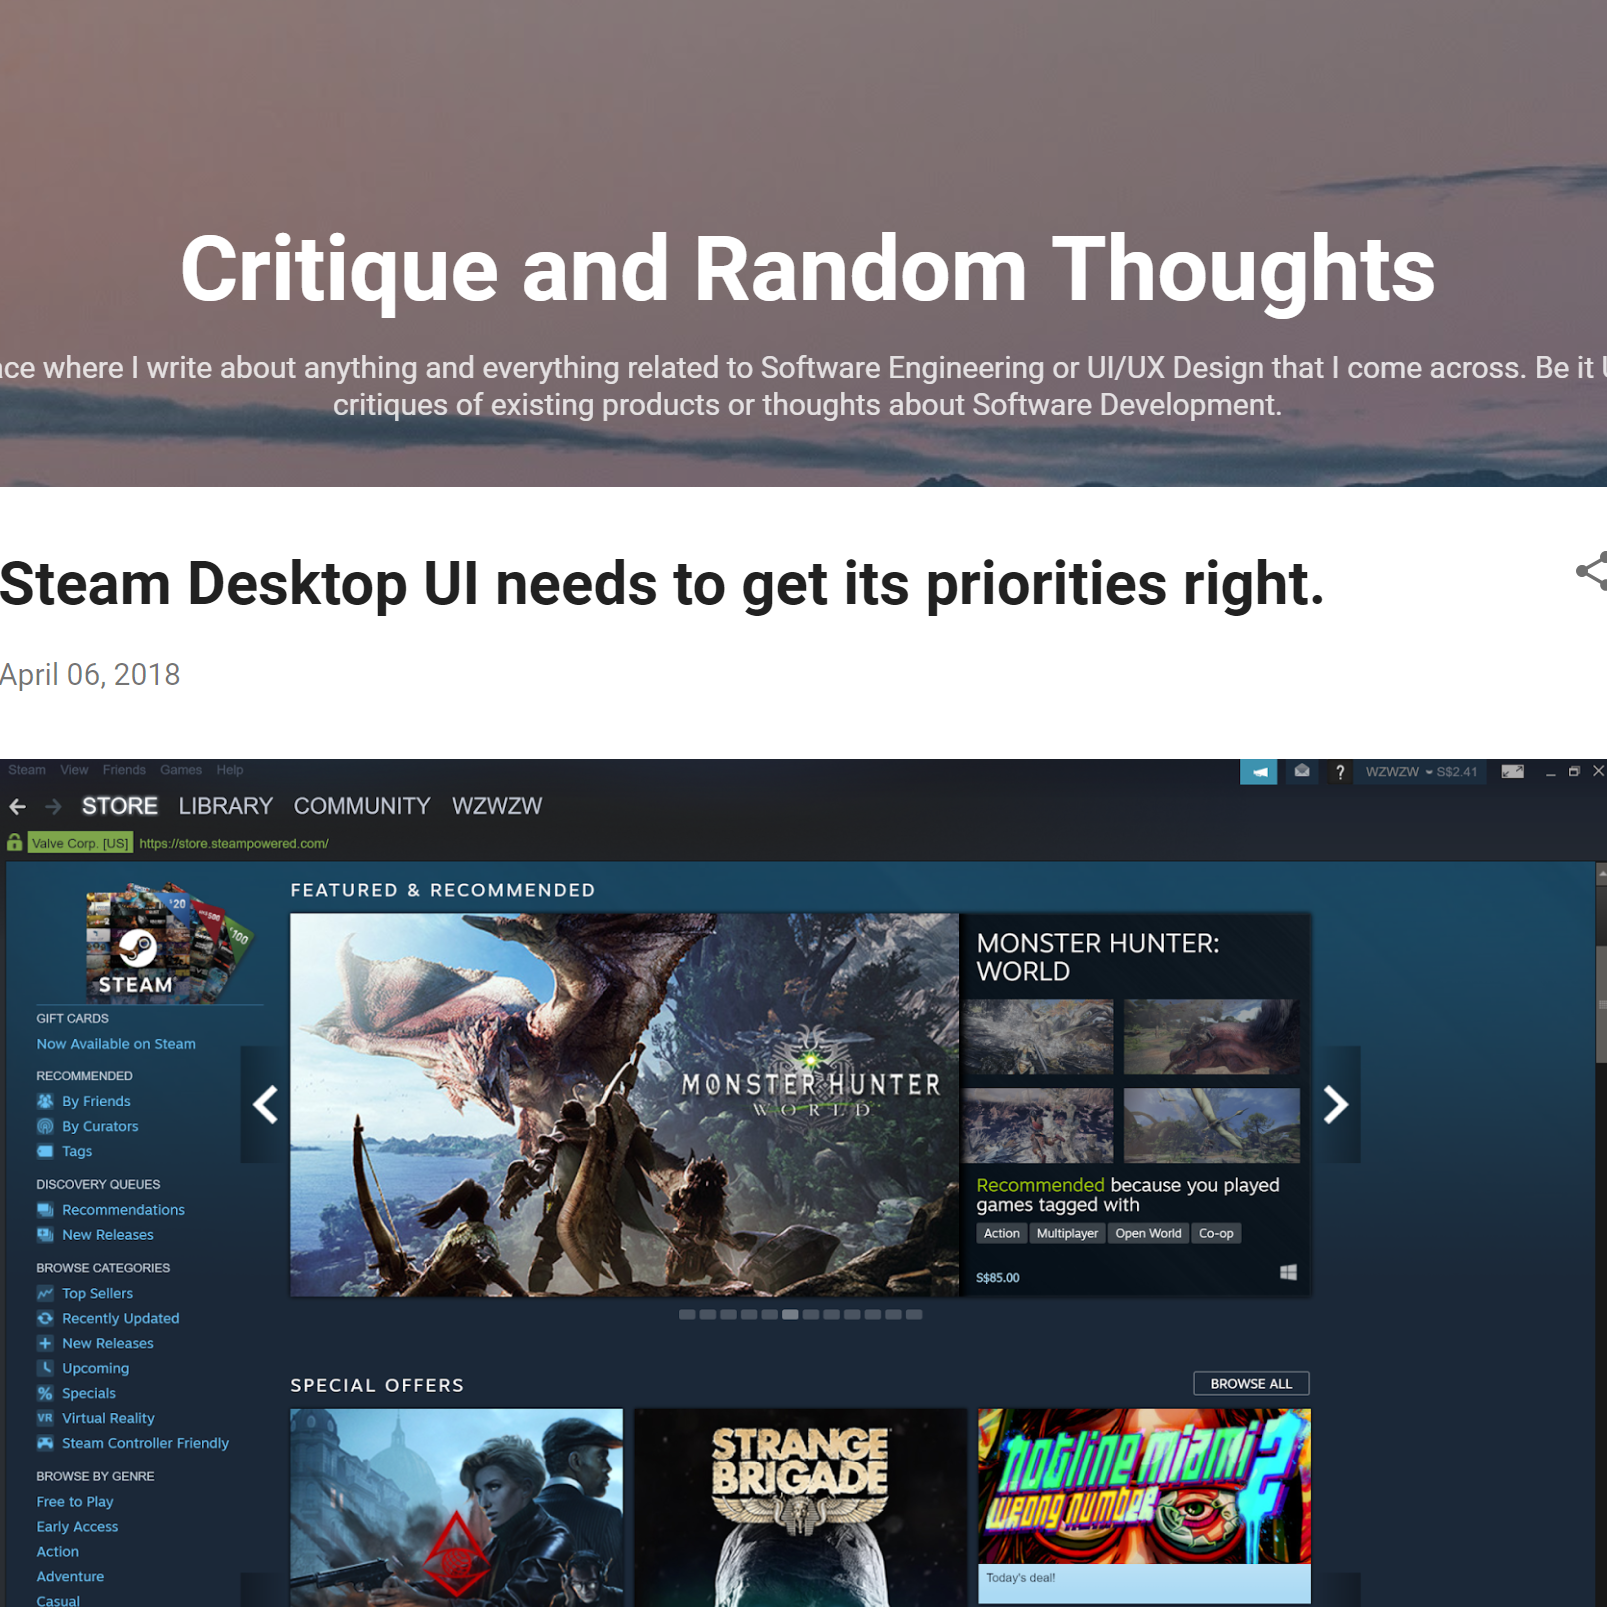 Critique and Random Thoughts
where I write about anything and everything related to Software Engineering or UI/UX Design that I come across. Be it
critiques of existing products or thoughts about Software Development.
Steam Desktop UI needs to get its priorities right.
April 06, 2018
Steam View Friends Games Help
? WZWZW S$2.41
STORE LIBRARY COMMUNITY WZWZW
Valve Corp. [US] https://store.steampowered.com/
$20
$100
STEAM
GIFT CARDS
Now Available on Steam
RECOMMENDED
By Friends
By Curators
Tags
DISCOVERY QUEUES
Recommendations
New Releases
BROWSE CATEGORIES
Top Sellers
Recently Updated
New Releases
Upcoming
% Specials
VR Virtual Reality
Steam Controller Friendly
BROWSE BY GENRE
Free to Play
Early Access
Action
Adventure
Casual
FEATURED & RECOMMENDED
MONSTER HUNTER
WORLD
MONSTER HUNTER:
WORLD
Recommended because you played
games tagged with
Action Multiplayer Open World Co-op
S$85.00
SPECIAL OFFERS
BROWSE ALL
STRANGE
BRIGADE
hotline miami 2
wrong number
Today's deal!